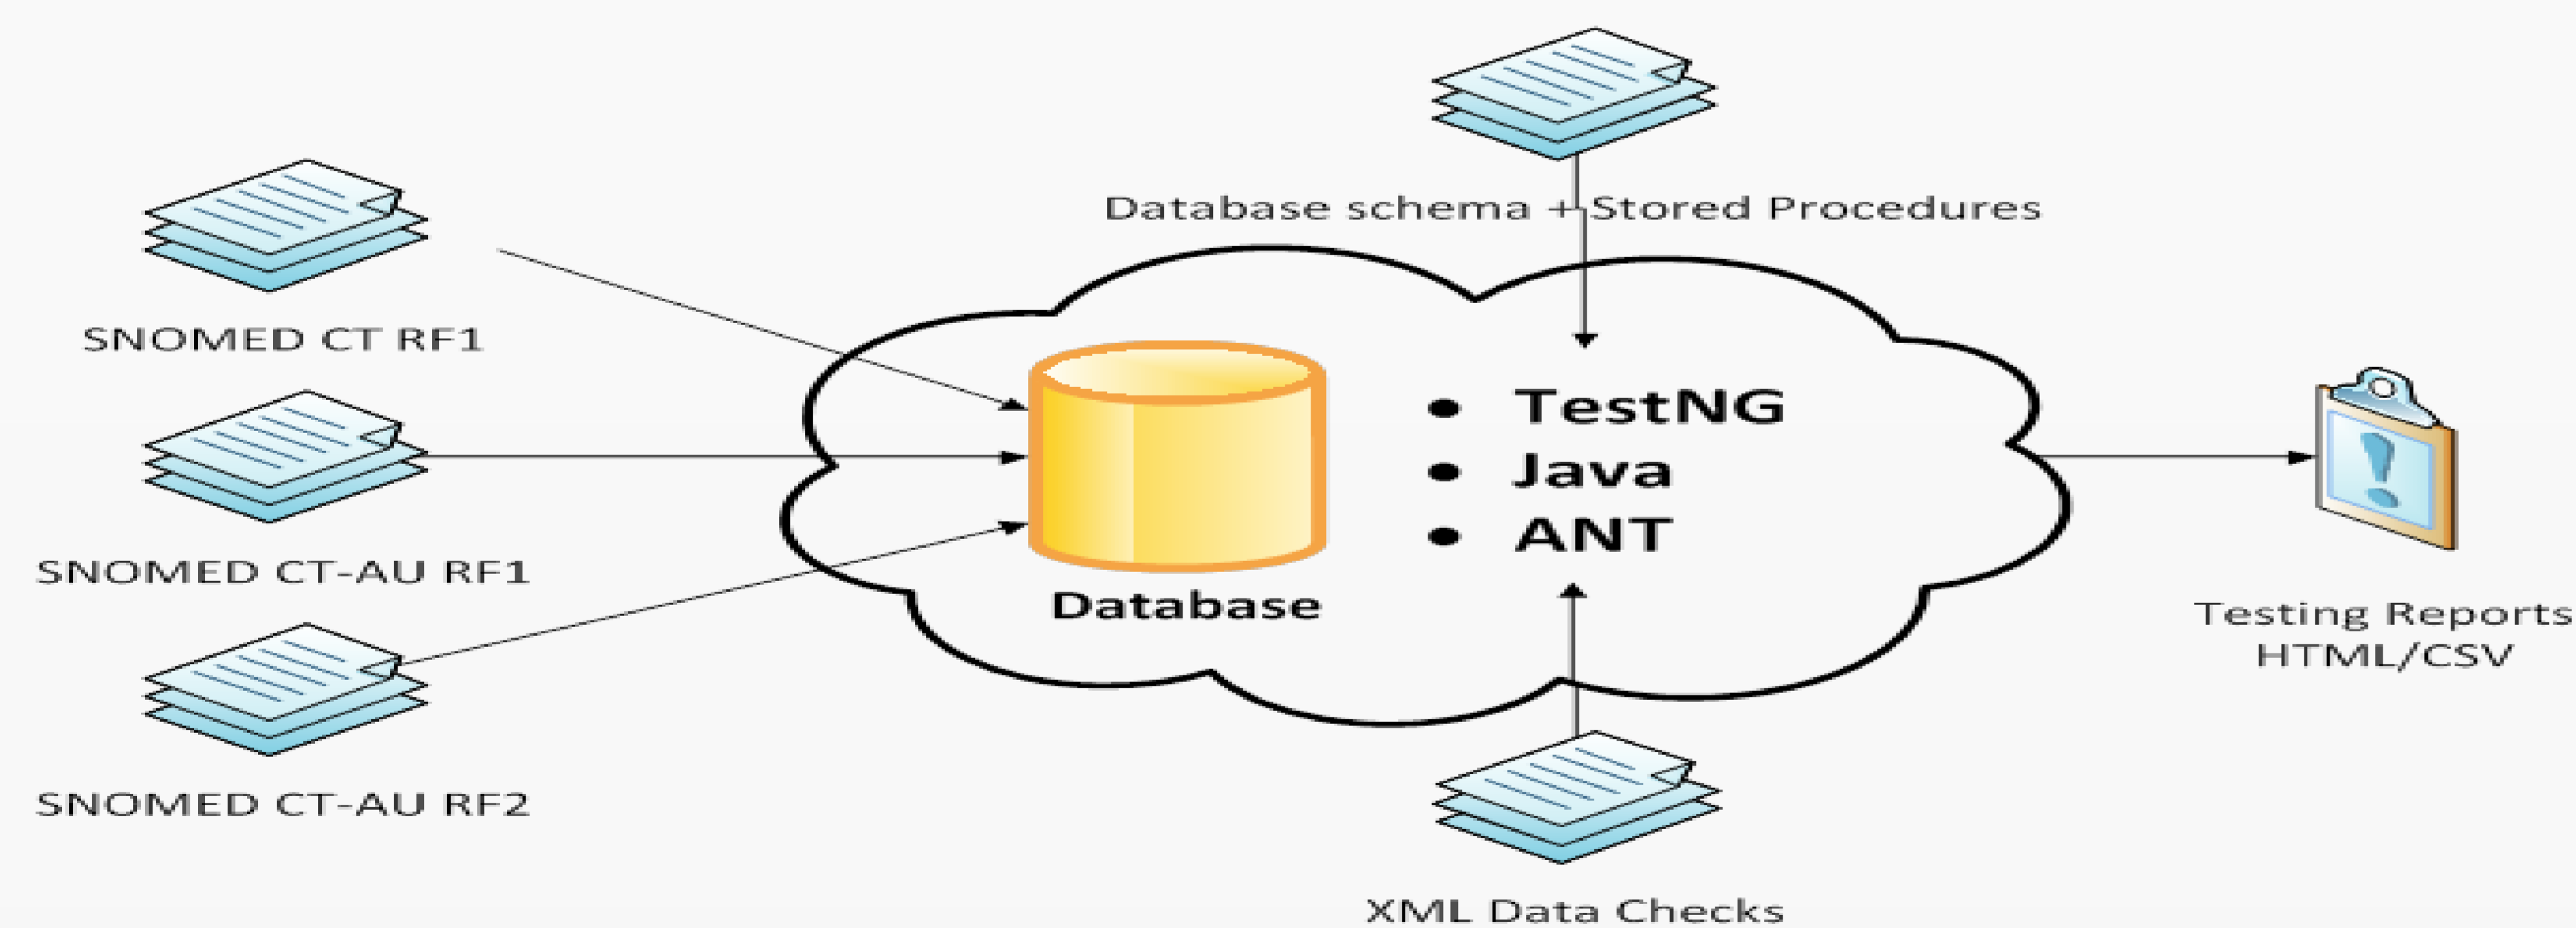 Database schema + Stored Procedures
SNOMED CT RF1
SNOMED CT-AU RF1
SNOMED CT-AU RF2
Database
• TestNG
• Java
• ANT
XML Data Checks
Testing Reports
HTML/CSV